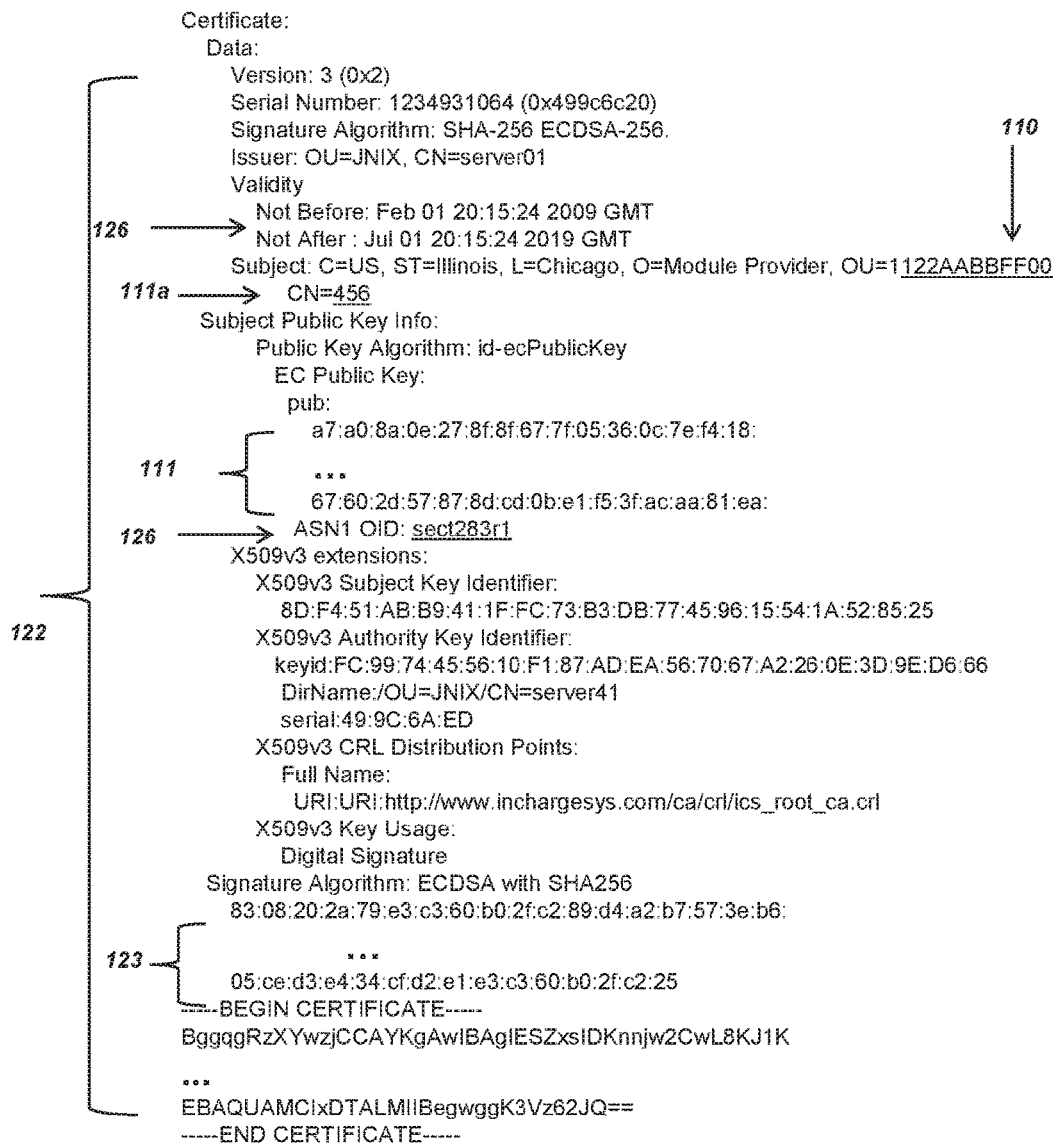 Certificate:
Data:
Version: 3 (0x2)
Serial Number: 1234931064 (0x499c6c20)
Signature Algorithm: SHA-256 ECDSA-256.
110
Issuer: OU=JNIX, CN=server01
Validity
Not Before: Feb 01 20:15:24 2009 GMT
126
Not After : Jul 01 20:15:24 2019 GMT
Subject: C=US, ST=Illinois, L=Chicago, O=Module Provider, OU=1122AABBFF00
111a CN=456
Subject Public Key Info:
Public Key Algorithm: id-ecPublicKey
EC Public Key:
pub:
a7:a0:8a:0e:27:8f:8f:67:7f:05:36:0c:7e:f4:18:
111
...
67:60:2d:57:87:8d:cd:0b:e1:f5:3f:ac:aa:81:ea:
126 ASN1 OID: sect283r1
X509v3 extensions:
X509v3 Subject Key Identifier:
8D:F4:51:AB:B9:41:1F:FC:73:B3:DB:77:45:96:15:54:1A:52:85:25
122
X509v3 Authority Key Identifier:
keyid:FC:99:74:45:56:10:F1:87:AD:EA:56:70:67:A2:26:0E:3D:9E:D6:66
DirName:/OU=JNIX/CN=server41
serial:49:9C:6A:ED
X509v3 CRL Distribution Points:
Full Name:
URI:URI:http://www.inchargesys.com/ca/crl/ics_root_ca.crl
X509v3 Key Usage:
Digital Signature
Signature Algorithm: ECDSA with SHA256
83:08:20:2a:79:e3:c3:60:b0:2f:c2:89:d4:a2:b7:57:3e:b6:
123
...
05:ce:d3:e4:34:cf:d2:e1:e3:c3:60:b0:2f:c2:25
-----BEGIN CERTIFICATE-----
BggqgRzXYwzjCCAYKgAwIBAgIESZxsIDKnnjw2CwL8KJ1K
...
EBAQUAMCIxDTALMIIBegwggK3Vz62JQ==
-----END CERTIFICATE-----